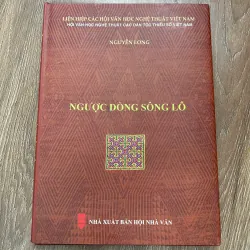 LIÊN HIỆP CÁC HỘI VĂN HỌC NGHỆ THUẬT VIỆT NAM
HỘI VĂN HỌC NGHỆ THUẬT CÁC DÂN TỘC THIỂU SỐ VIỆT NAM
NGUYỄN LONG
NGƯỢC DÒNG SÔNG LÔ
NHÀ XUẤT BẢN HỘI NHÀ VĂN